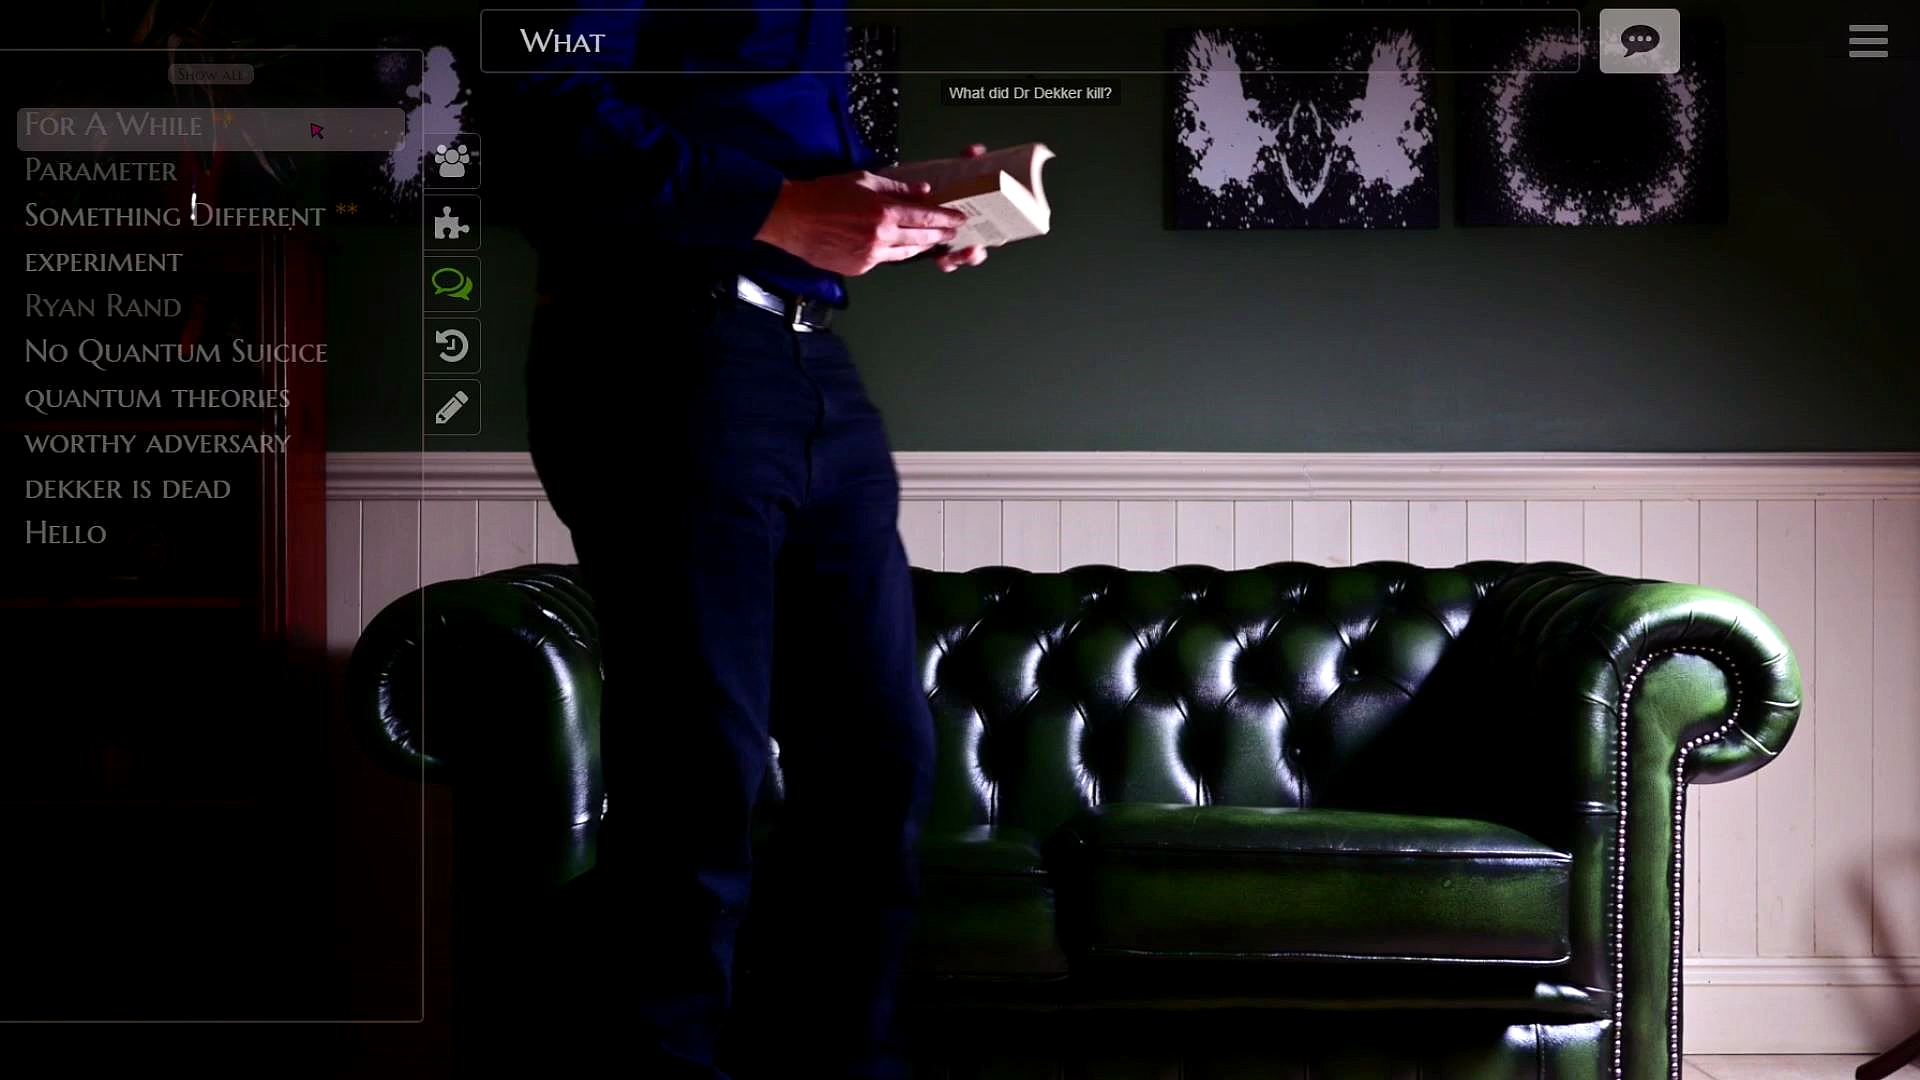 What
What did Dr Dekker kill?
Show all
For A While **
Parameter
Something Different **
experiment
Ryan Rand
No Quantum Suicice
quantum theories
worthy adversary
dekker is dead
Hello